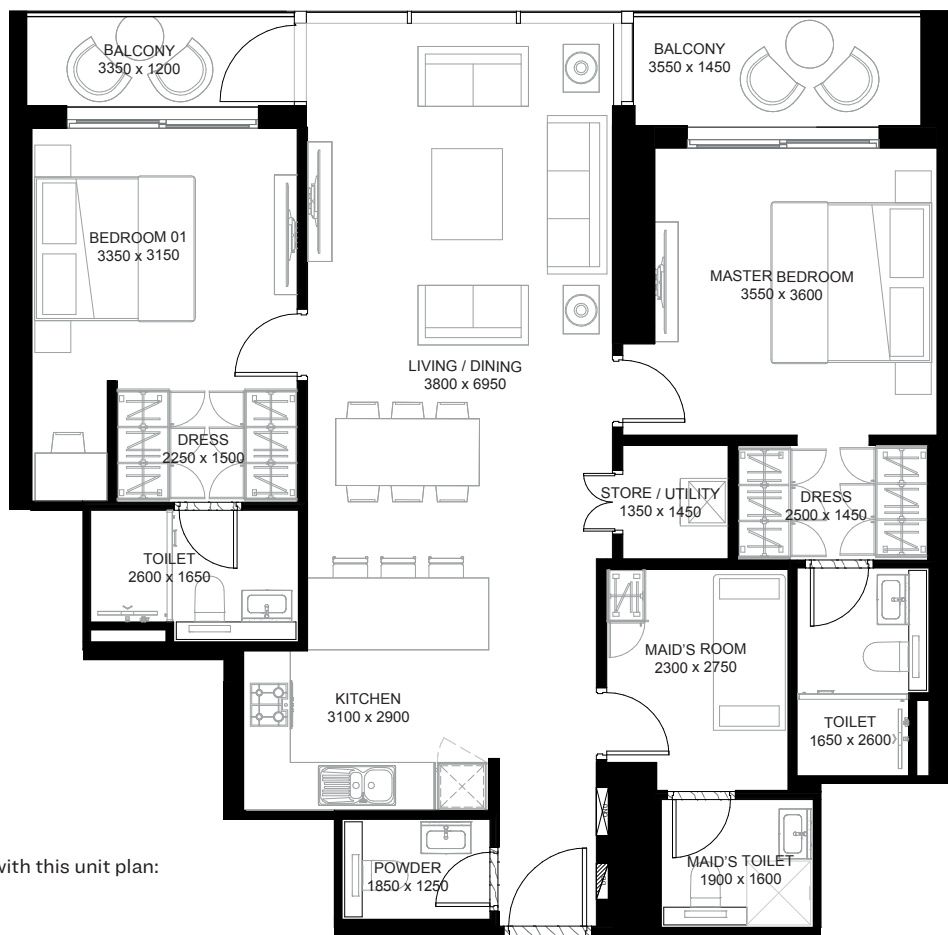 BALCONY
3350 x 1200
BALCONY
3550 x 1450
BEDROOM 01
3350 x 3150
MASTER BEDROOM
3550 x 3600
LIVING / DINING
3800 x 6950
DRESS
2250 x 1500
STORE / UTILITY
1350 x 1450
DRESS
2500 x 1450
TOILET
2600 x 1650
MAID'S ROOM
2300 x 2750
KITCHEN
3100 x 2900
TOILET
1650 x 2600
POWDER
1850 x 1250
MAID'S TOILET
1900 x 1600
with this unit plan: